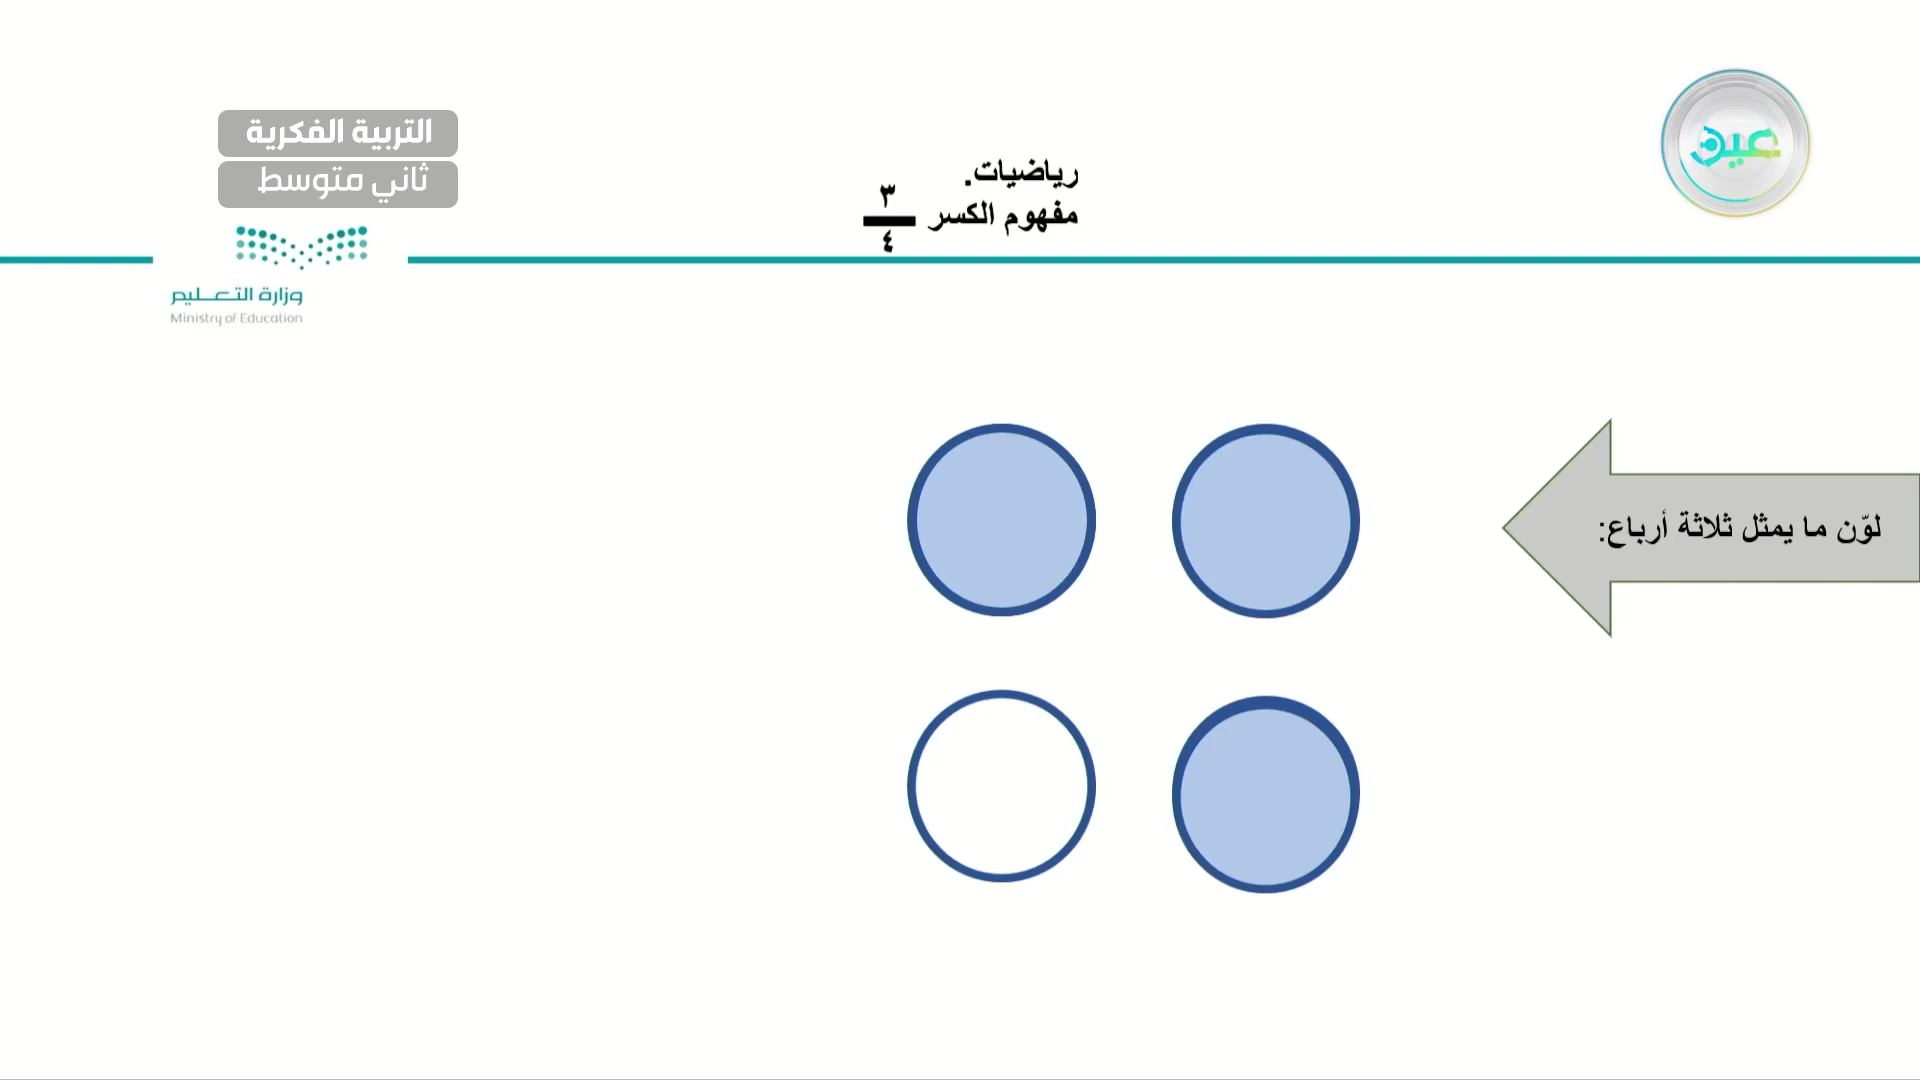 عين
التربية الفكرية
ثاني متوسط
رياضيات.
مفهوم الكسر ٣/٤
وزارة التعليم
Ministry of Education
لوّن ما يمثل ثلاثة أرباع: